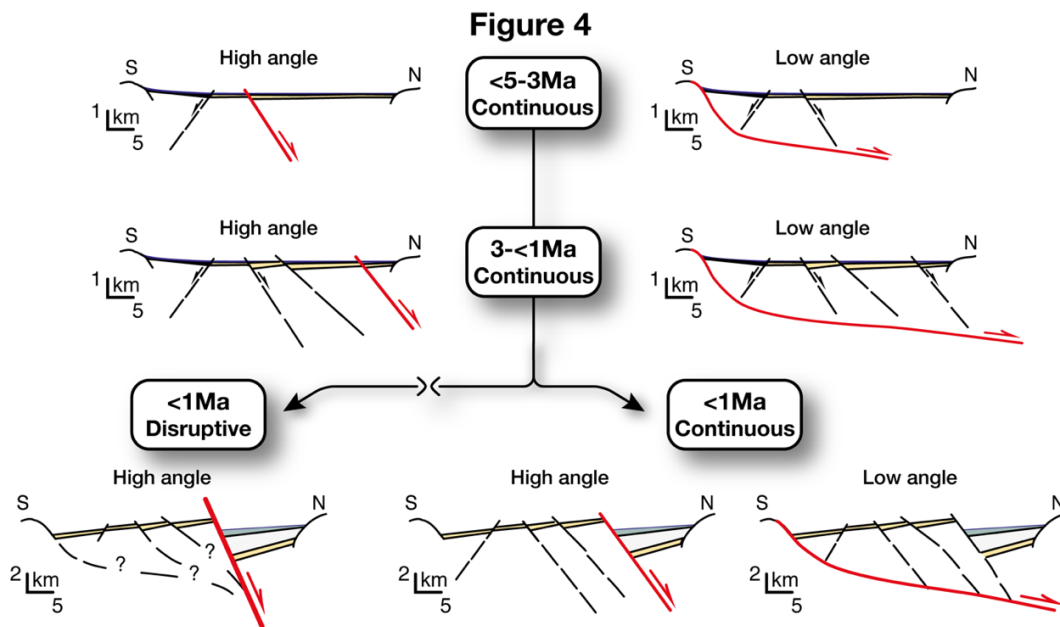 Figure 4
High angle
S
N
1
km
5
<5-3Ma
Continuous
Low angle
S
N
1
km
5
High angle
S
N
1
km
5
3-<1Ma
Continuous
Low angle
S
N
1
km
5
<1Ma
Disruptive
<1Ma
Continuous
High angle
S
N
?
?
?
2
km
5
High angle
S
N
2
km
5
Low angle
S
N
2
km
5